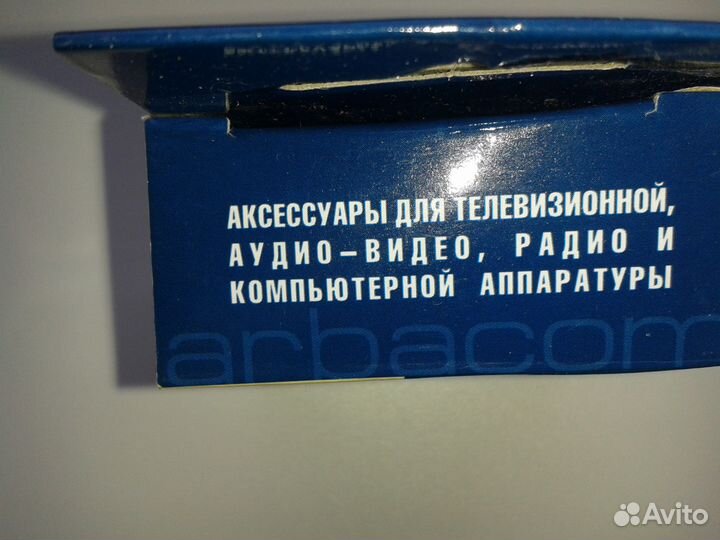 АКСЕССУАРЫ ДЛЯ ТЕЛЕВИЗИОННОЙ,
АУДИО-ВИДЕО, РАДИО И
КОМПЬЮТЕРНОЙ АППАРАТУРЫ
arbacom
Avito